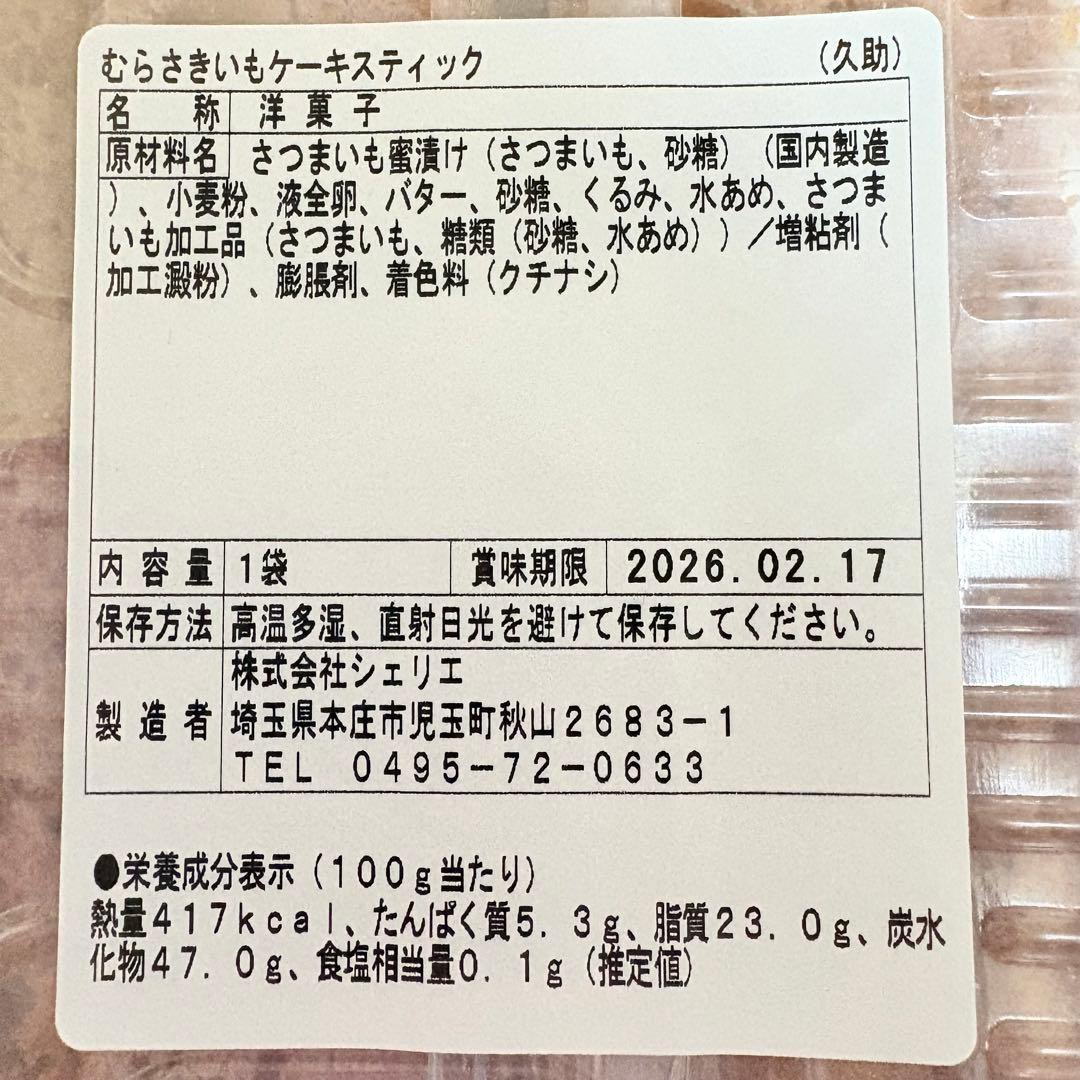 むらさきいもケーキスティック （久助）
名称 洋菓子
原材料名 さつまいも蜜漬け（さつまいも、砂糖）（国内製造
）、小麦粉、液全卵、バター、砂糖、くるみ、水あめ、さつま
いも加工品（さつまいも、糖類（砂糖、水あめ））／増粘剤（
加工澱粉）、膨脹剤、着色料（クチナシ）
内容量 1袋 賞味期限 2026.02.17
保存方法 高温多湿、直射日光を避けて保存してください。
株式会社シェリエ
製造者 埼玉県本庄市児玉町秋山２６８３－１
ＴＥＬ ０４９５－７２－０６３３
●栄養成分表示（１００ｇ当たり）
熱量４１７ｋｃａｌ、たんぱく質５．３ｇ、脂質２３．０ｇ、炭水
化物４７．０ｇ、食塩相当量０．１ｇ（推定値）